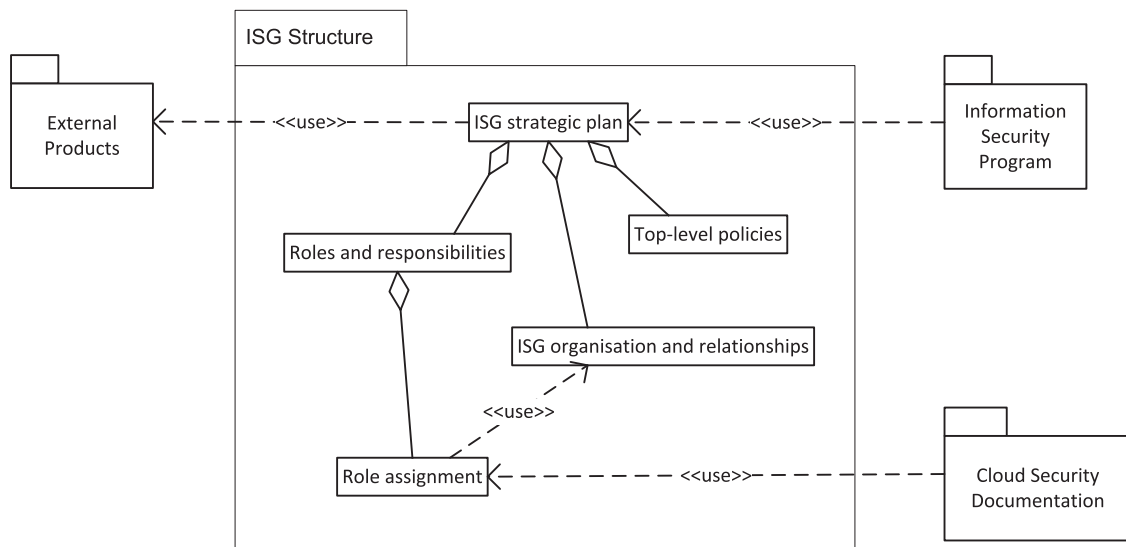 ISG Structure
External
Products
<<use>>
ISG strategic plan
<<use>>
Information
Security
Program
Roles and responsibilities
Top-level policies
ISG organisation and relationships
<<use>>
Role assignment
<<use>>
Cloud Security
Documentation